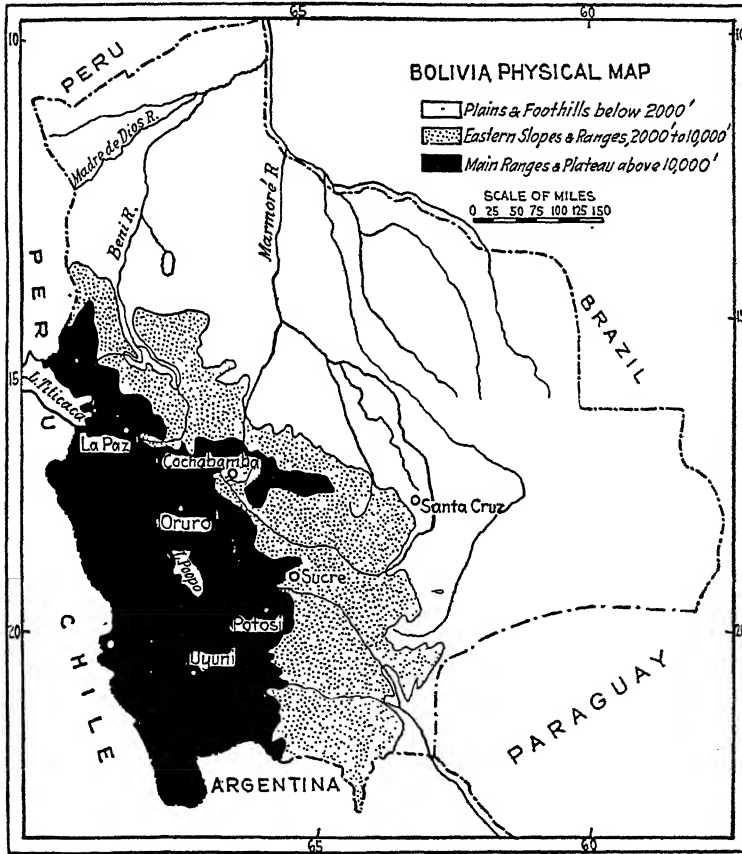 65 60
10 10
PERU
BOLIVIA PHYSICAL MAP
Plains & Foothills below 2000'
Eastern Slopes & Ranges, 2000' to 10,000'
Main Ranges & Plateau above 10,000'
SCALE OF MILES
0 25 50 75 100 125 150
Madre de Dios R.
Beni R.
Marmoré R
PERU
BRAZIL
15
15
L. Titicaca
La Paz
Cochabamba
Santa Cruz
Oruro
L. Poopo
Sucre
Potosi
20
Uyuni
CHILE
PARAGUAY
ARGENTINA
65 60